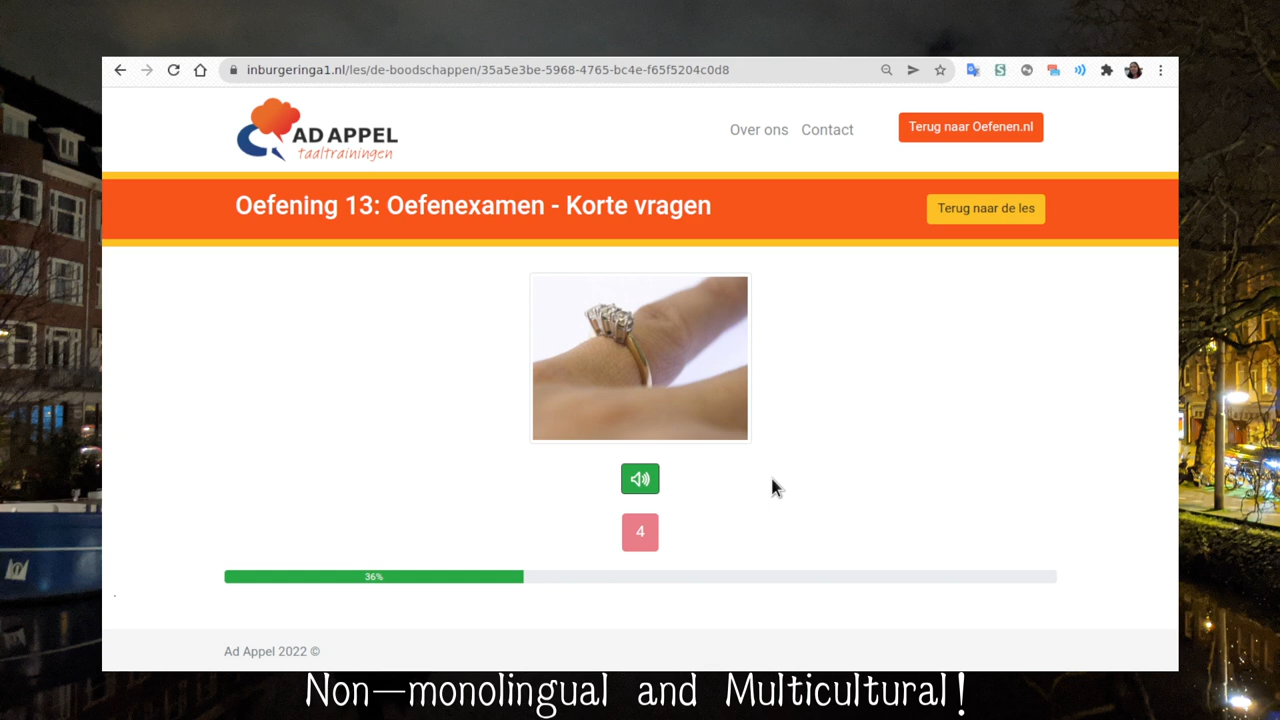 inburgeringa1.nl/les/de-boodschappen/35a5e3be-5968-4765-bc4e-f65f5204c0d8
AD APPEL
taaltrainingen
Over ons Contact Terug naar Oefenen.nl
Oefening 13: Oefenexamen - Korte vragen
Terug naar de les
4
36%
Ad Appel 2022 ©
Non—monolingual and Multicultural!